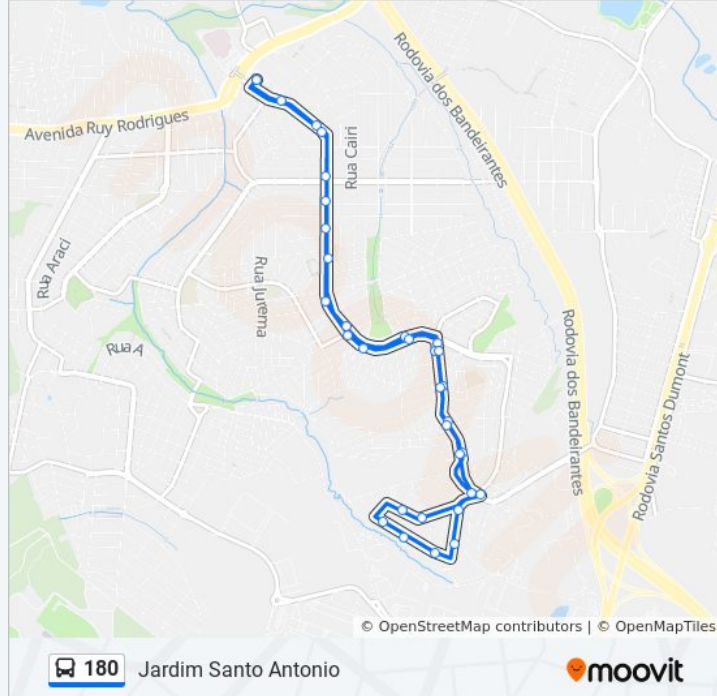 Rodovia dos Bandeirantes
Avenida Ruy Rodrigues
Rua Cairi
Rua Araci
Rua Jurema
Rua A
Rodovia dos Bandeirantes
Rodovia Santos Dumont
© OpenStreetMap contributors | © OpenMapTiles
180 Jardim Santo Antonio
moovit